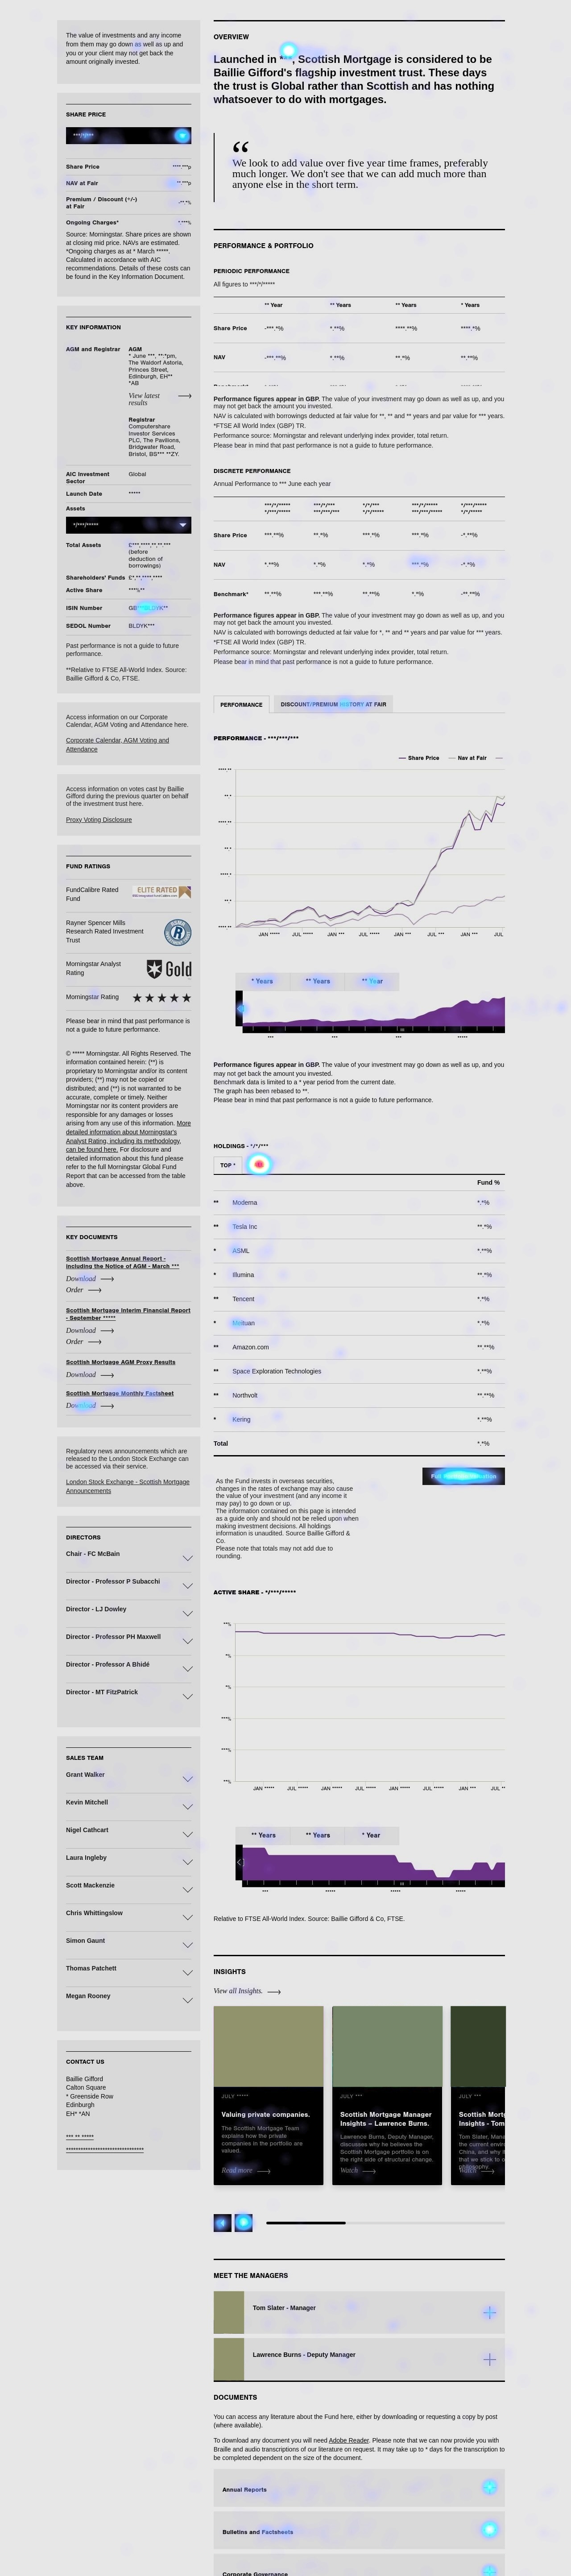 The value of investments and any income
from them may go down as well as up and
you or your client may not get back the
amount originally invested.
SHARE PRICE
***/*/***
Share Price ****.***p
NAV at Fair **.***p
Premium / Discount (+/-)
at Fair -**.*%
Ongoing Charges* *.***%
Source: Morningstar. Share prices are shown
at closing mid price. NAVs are estimated.
*Ongoing charges as at * March *****.
Calculated in accordance with AIC
recommendations. Details of these costs can
be found in the Key Information Document.
KEY INFORMATION
AGM and Registrar
AGM
* June ***, **:*pm,
The Waldorf Astoria,
Princes Street,
Edinburgh, EH**
*AB
View latest
results
Registrar
Computershare
Investor Services
PLC, The Pavilions,
Bridgwater Road,
Bristol, BS*** **ZY.
AIC Investment
Sector
Global
Launch Date *****
Assets
*/***/*****
Total Assets £***,****.**.**.***
(before
deduction of
borrowings)
Shareholders' Funds £*,**,****,****
Active Share ****%**
ISIN Number
SEDOL Number BLDYK***
Past performance is not a guide to future
performance.
**Relative to FTSE All-World Index. Source:
Baillie Gifford & Co, FTSE.
Access information on our Corporate
Calendar, AGM Voting and Attendance here.
Corporate Calendar, AGM Voting and
Attendance
Access information on votes cast by Baillie
Gifford during the previous quarter on behalf
of the investment trust here.
Proxy Voting Disclosure
FUND RATINGS
FundCalibre Rated
Fund
ELITE RATED
Rayner Spencer Mills
Research Rated Investment
Trust
R
Morningstar Analyst
Rating
Gold
Morningstar Rating
Please bear in mind that past performance is
not a guide to future performance.
© ***** Morningstar. All Rights Reserved. The
information contained herein: (**) is
proprietary to Morningstar and/or its content
providers; (**) may not be copied or
distributed; and (**) is not warranted to be
accurate, complete or timely. Neither
Morningstar nor its content providers are
responsible for any damages or losses
arising from any use of this information. More
detailed information about Morningstar's
Analyst Rating, including its methodology,
can be found here. For disclosure and
detailed information about this fund please
refer to the full Morningstar Global Fund
Report that can be accessed from the table
above.
KEY DOCUMENTS
Scottish Mortgage Annual Report -
including the Notice of AGM - March ***
Download
Order
Scottish Mortgage Interim Financial Report
- September *****
Download
Order
Scottish Mortgage AGM Proxy Results
Download
Scottish Mortgage Monthly Factsheet
Download
Regulatory news announcements which are
released to the London Stock Exchange can
be accessed via their service.
London Stock Exchange - Scottish Mortgage
Announcements
DIRECTORS
Chair - FC McBain
Director - Professor P Subacchi
Director - LJ Dowley
Director - Professor PH Maxwell
Director - Professor A Bhidé
Director - MT FitzPatrick
SALES TEAM
Grant Walker
Kevin Mitchell
Nigel Cathcart
Laura Ingleby
Scott Mackenzie
Chris Whittingslow
Simon Gaunt
Thomas Patchett
Megan Rooney
CONTACT US
Baillie Gifford
Calton Square
* Greenside Row
Edinburgh
EH* *AN
*** ** *****
OVERVIEW
Launched in ***, Scottish Mortgage is considered to be
Baillie Gifford's flagship investment trust. These days
the trust is Global rather than Scottish and has nothing
whatsoever to do with mortgages.
“
We look to add value over five year time frames, preferably
much longer. We don't see that we can add much more than
anyone else in the short term.
PERFORMANCE & PORTFOLIO
PERIODIC PERFORMANCE
All figures to ***/*/*****
** Year ** Years ** Years * Years
Share Price -***.*% *.**% ****.**% ****.*%
NAV -***.**% *.**% **.*% **.**%
Performance figures appear in GBP. The value of your investment may go down as well as up, and you
may not get back the amount you invested.
NAV is calculated with borrowings deducted at fair value for **, ** and ** years and par value for *** years.
*FTSE All World Index (GBP) TR.
Performance source: Morningstar and relevant underlying index provider, total return.
Please bear in mind that past performance is not a guide to future performance.
DISCRETE PERFORMANCE
Annual Performance to *** June each year
***/*/***** ***/*/*** */*/*** ***/*/***** */***/*****
*/***/***** ***/***/*** */*/***** ***/***/***** */*/*****
Share Price ***.**% **.*% ***.*% ***.*% -*.**%
NAV *.**% *.*% *.*% ***.*% -*.*%
Benchmark* **.**% ***.**% **.**% *.*% -**.**%
Performance figures appear in GBP. The value of your investment may go down as well as up, and you
may not get back the amount you invested.
NAV is calculated with borrowings deducted at fair value for *, ** and ** years and par value for *** years.
*FTSE All World Index (GBP) TR.
Performance source: Morningstar and relevant underlying index provider, total return.
Please bear in mind that past performance is not a guide to future performance.
PERFORMANCE DISCOUNT/PREMIUM HISTORY AT FAIR
PERFORMANCE - ***/***/***
Share Price Nav at Fair
****.**
**.*
****.**
**.*
****.*
**.*
****.**
JAN ***** JUL ***** JAN *** JUL ***** JAN *** JUL *** JAN *** JUL
* Years ** Years ** Year
*** *** *** *****
Performance figures appear in GBP. The value of your investment may go down as well as up, and you
may not get back the amount you invested.
Benchmark data is limited to a * year period from the current date.
The graph has been rebased to **.
Please bear in mind that past performance is not a guide to future performance.
HOLDINGS - */*/***
TOP *
Fund %
** Moderna *.*%
** Tesla Inc **.*%
* ASML *.**%
* Illumina **.*%
** Tencent *.*%
* Meituan *.*%
** Amazon.com **.**%
** Space Exploration Technologies *.**%
** Northvolt **.**%
* Kering *.**%
Total *.*%
As the Fund invests in overseas securities,
changes in the rates of exchange may also cause
the value of your investment (and any income it
may pay) to go down or up.
The information contained on this page is intended
as a guide only and should not be relied upon when
making investment decisions. All holdings
information is unaudited. Source Baillie Gifford &
Co.
Please note that totals may not add due to
rounding.
ACTIVE SHARE - */***/*****
**%
*%
*%
***%
***%
**%
JAN ***** JUL ***** JAN ***** JUL ***** JAN ***** JUL ***** JAN *** JUL **
** Years ** Years * Year
*** ***** ***** *****
Relative to FTSE All-World Index. Source: Baillie Gifford & Co, FTSE.
INSIGHTS
View all Insights.
JULY *****
Valuing private companies.
The Scottish Mortgage Team
explains how the private
companies in the portfolio are
valued.
Read more
JULY ***
Scottish Mortgage Manager
Insights – Lawrence Burns.
Lawrence Burns, Deputy Manager,
discusses why he believes the
Scottish Mortgage portfolio is on
the right side of structural change.
Watch
JULY ***
Scottish Mortg
Insights - Tom
Tom Slater, Mana
the current enviro
China, and why it
that we stick to o
philosophy.
Watch
MEET THE MANAGERS
Tom Slater - Manager
Lawrence Burns - Deputy Manager
DOCUMENTS
You can access any literature about the Fund here, either by downloading or requesting a copy by post
(where available).
To download any document you will need Adobe Reader. Please note that we can now provide you with
Braille and audio transcriptions of our literature on request. It may take up to * days for the transcription to
be completed dependent on the size of the document.
Annual Reports
Bulletins and Factsheets
Corporate Governance